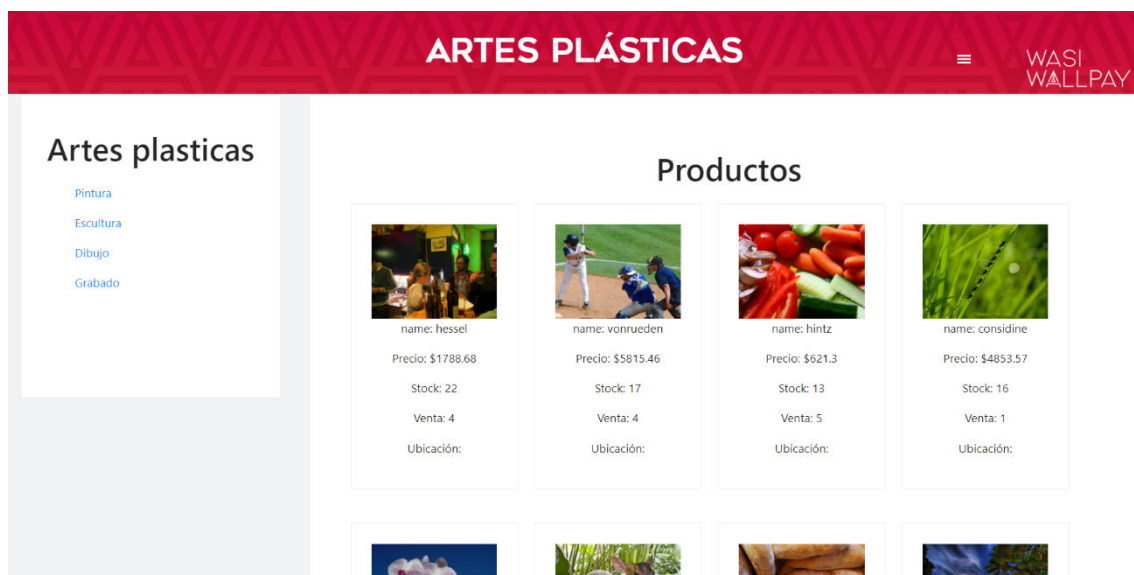 ARTES PLÁSTICAS
WASI
WALLPAY
Artes plasticas
Pintura
Escultura
Dibujo
Grabado
Productos
name: hessel
Precio: $1788.68
Stock: 22
Venta: 4
Ubicación:
name: vonrueden
Precio: $5815.46
Stock: 17
Venta: 4
Ubicación:
name: hintz
Precio: $621.3
Stock: 13
Venta: 5
Ubicación:
name: considine
Precio: $4853.57
Stock: 16
Venta: 1
Ubicación: